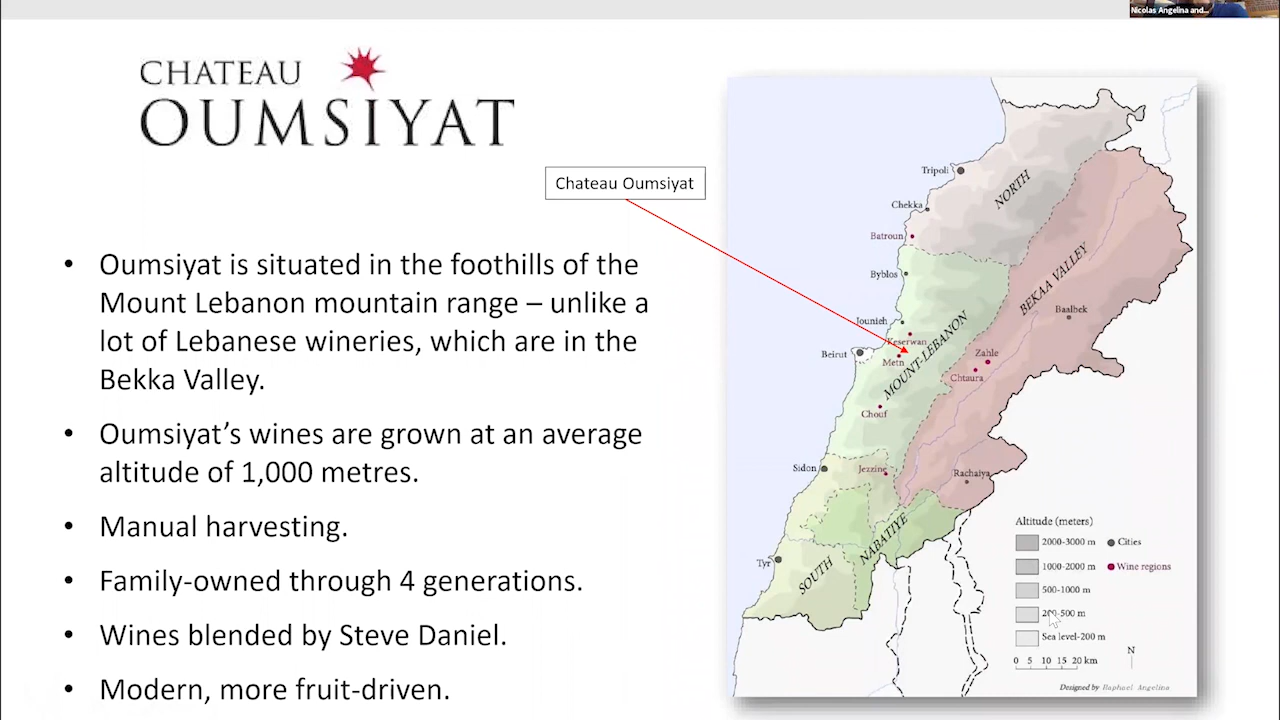 Nicolas Angelina and...
CHATEAU
OUMSIYAT
Chateau Oumsiyat
• Oumsiyat is situated in the foothills of the
Mount Lebanon mountain range – unlike a
lot of Lebanese wineries, which are in the
Bekka Valley.
• Oumsiyat’s wines are grown at an average
altitude of 1,000 metres.
• Manual harvesting.
• Family-owned through 4 generations.
• Wines blended by Steve Daniel.
• Modern, more fruit-driven.
Tripoli
NORTH
Chekka
Batroun
Byblos
BEKAA VALLEY
Baalbek
Jounieh
Keserwan
MOUNT-LEBANON
Beirut
Metn
Zahle
Chtaura
Chouf
Sidon
Jezzine
Rachaiya
NABATIYE
Tyr
SOUTH
Altitude (meters)
2000-3000 m
Cities
1000-2000 m
Wine regions
500-1000 m
200-500 m
Sea level-200 m
N
0 5 10 15 20 km
Designed by Raphael Angelina